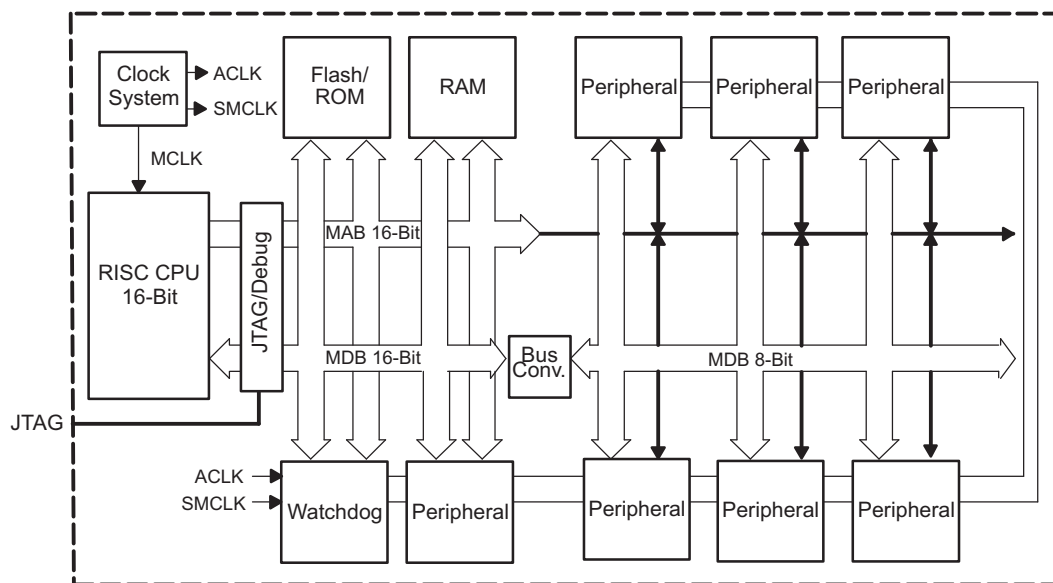 Clock
System
ACLK
SMCLK
MCLK
Flash/
ROM
RAM
Peripheral
Peripheral
Peripheral
RISC CPU
16-Bit
JTAG/Debug
MAB 16-Bit
MDB 16-Bit
Bus
Conv.
MDB 8-Bit
JTAG
ACLK
SMCLK
Watchdog
Peripheral
Peripheral
Peripheral
Peripheral